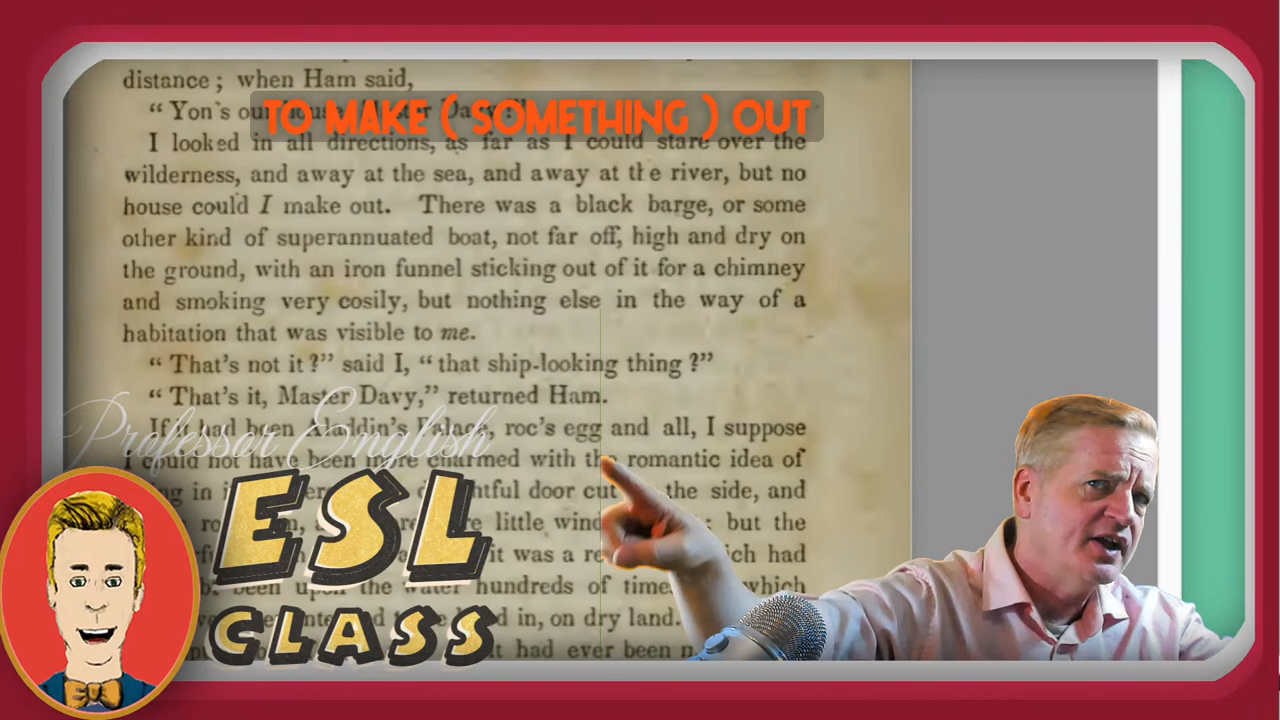 distance ; when Ham said,
TO MAKE ( SOMETHING ) OUT
“ Yon's our house,
I looked in all directions, as far as I could stare over the
wilderness, and away at the sea, and away at the river, but no
house could I make out. There was a black barge, or some
other kind of superannuated boat, not far off, high and dry on
the ground, with an iron funnel sticking out of it for a chimney
and smoking very cosily, but nothing else in the way of a
habitation that was visible to me.
“ That's not it ?” said I, “ that ship-looking thing ?”
“ That's it, Master Davy,” returned Ham.
If it had been Aladdin's Palace, roc's egg and all, I suppose
I could not have been more charmed with the romantic idea of
door cut the side, and
little : but the
it was a had
been upon the water hundreds of which
in, on dry land.
had ever been
Professor English
ESL
CLASS